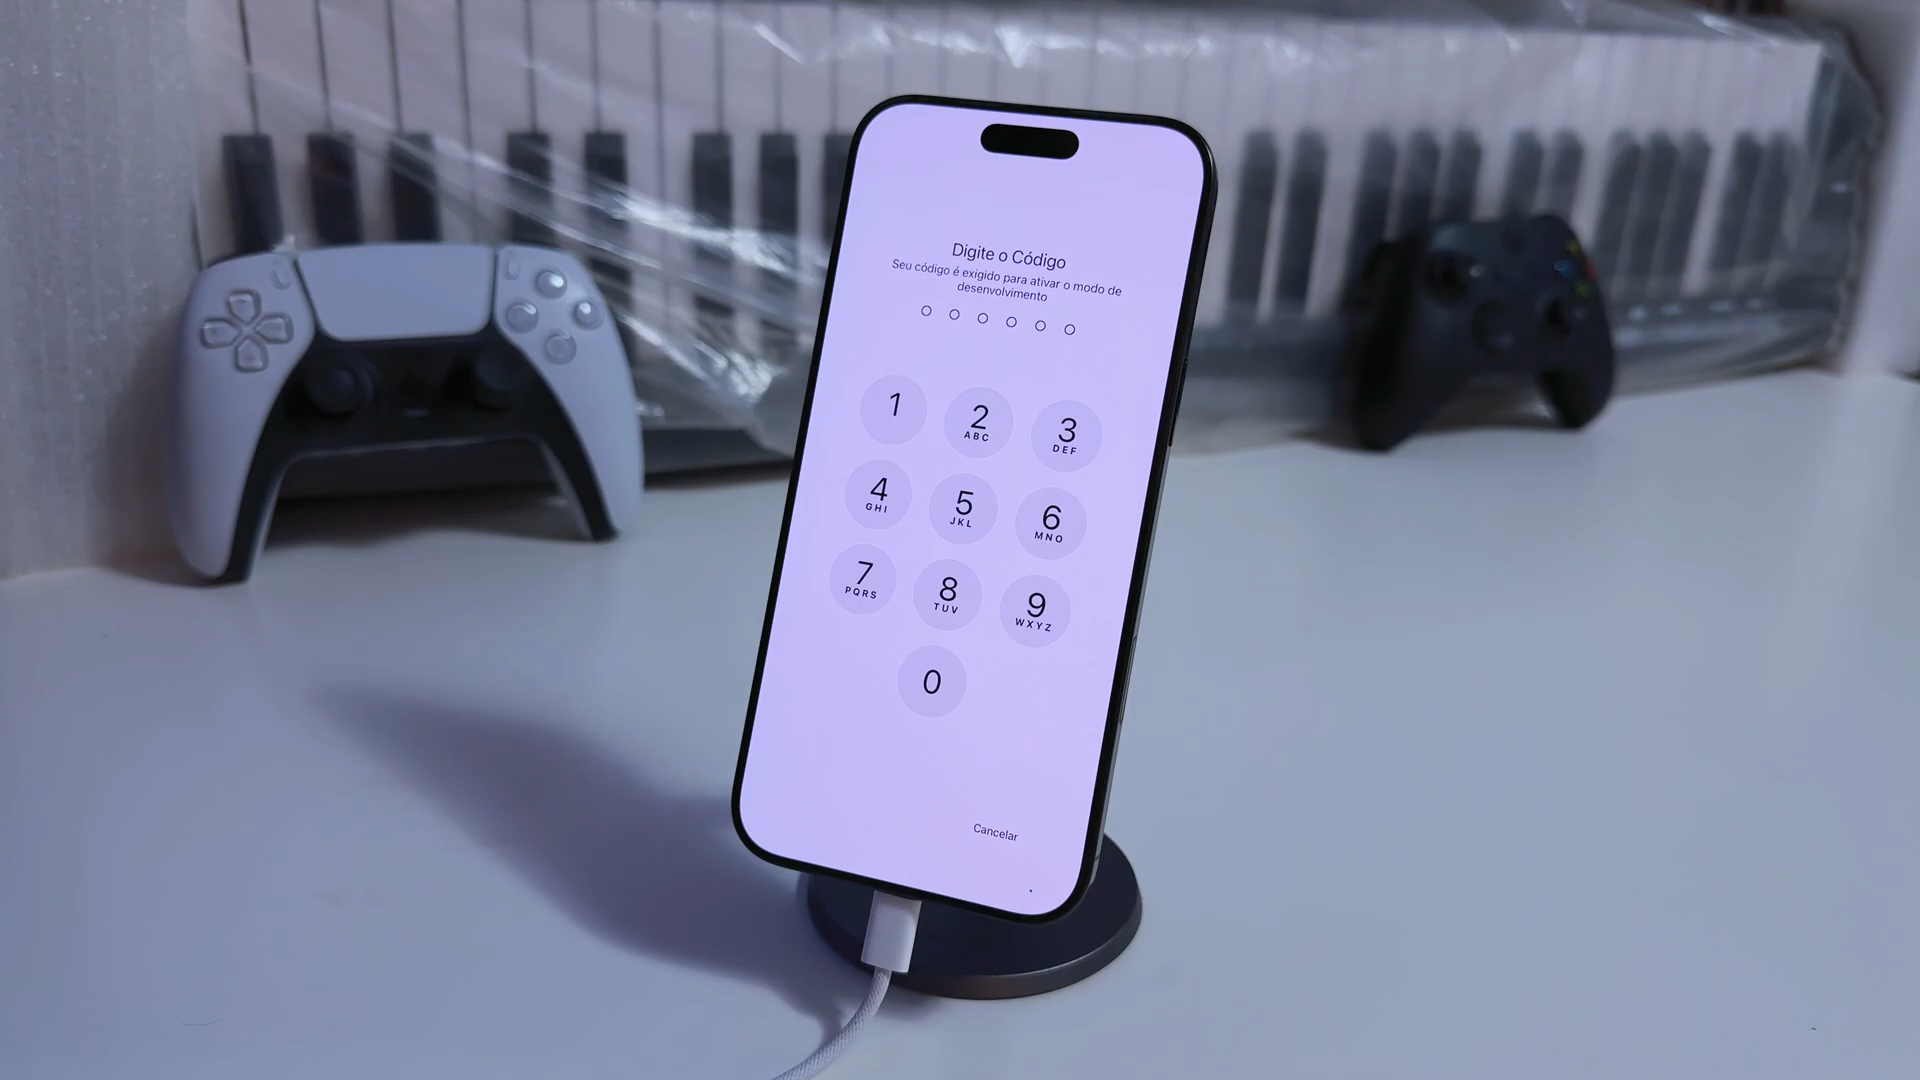 Digite o Código
Seu código é exigido para ativar o modo de
desenvolvimento
1 2 3
ABC DEF
4 5 6
GHI JKL MNO
7 8 9
PQRS TUV WXYZ
0
Cancelar